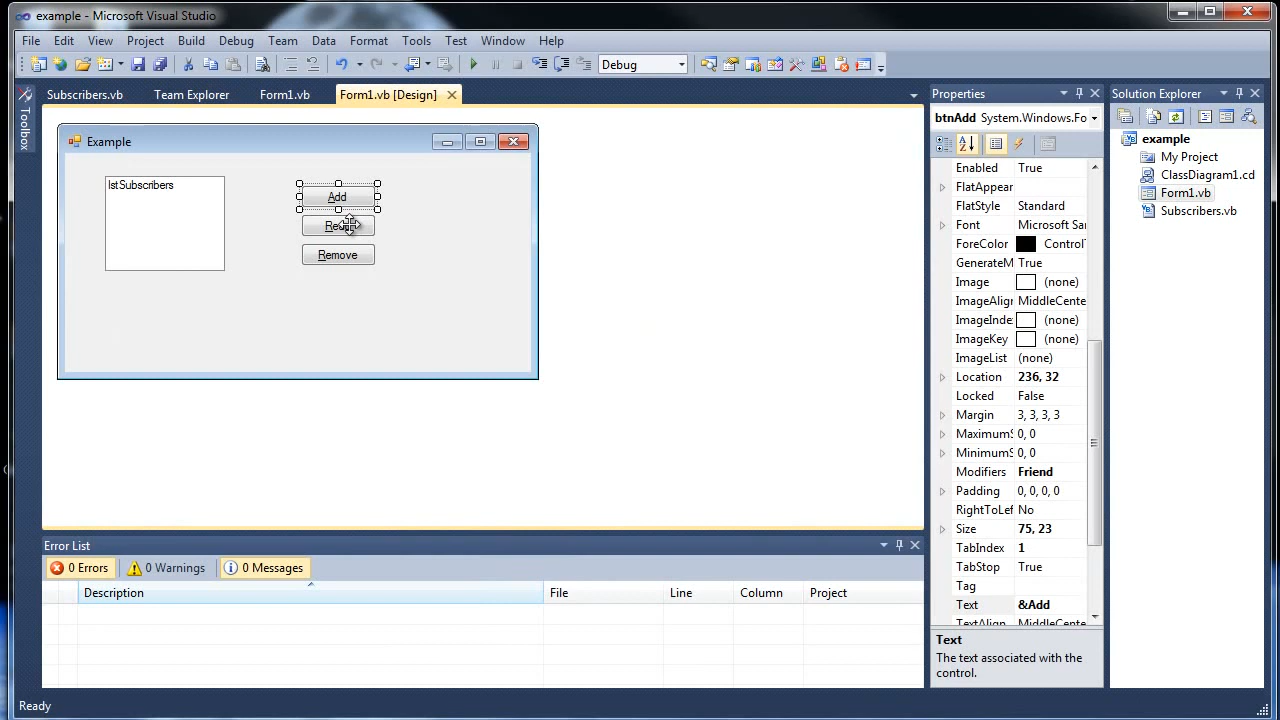 example - Microsoft Visual Studio
File Edit View Project Build Debug Team Data Format Tools Test Window Help
Debug
Subscribers.vb Team Explorer Form1.vb Form1.vb [Design]
Toolbox
Example
lstSubscribers
Add
Remove
Properties
btnAdd System.Windows.Fo
Enabled True
FlatAppear
FlatStyle Standard
Font Microsoft Sa
ForeColor Control
GenerateM True
Image (none)
ImageAlign MiddleCente
ImageInde (none)
ImageKey (none)
ImageList (none)
Location 236, 32
Locked False
Margin 3, 3, 3, 3
MaximumS 0, 0
MinimumS 0, 0
Modifiers Friend
Padding 0, 0, 0, 0
RightToLef No
Size 75, 23
TabIndex 1
TabStop True
Tag
Text &Add
TextAlign MiddleCente
Text
The text associated with the
control.
Solution Explorer
example
My Project
ClassDiagram1.cd
Form1.vb
Subscribers.vb
Error List
0 Errors 0 Warnings 0 Messages
Description File Line Column Project
Ready